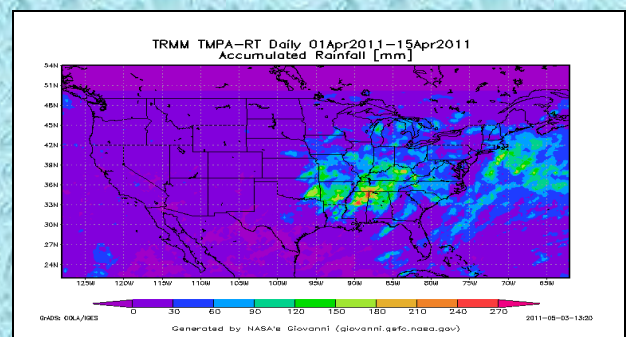 TRMM TMPA-RT Daily 01Apr2011-15Apr2011
Accumulated Rainfall [mm]
54N
51N
48N
45N
42N
39N
36N
33N
30N
27N
24N
125W 120W 115W 110W 105W 100W 95W 90W 85W 80W 75W 70W 65W
0 30 60 90 120 150 180 210 240 270
GrADS: COLA/IGES 2011-05-03-13:20
Generated by NASA's Giovanni (giovanni.gsfc.nasa.gov)